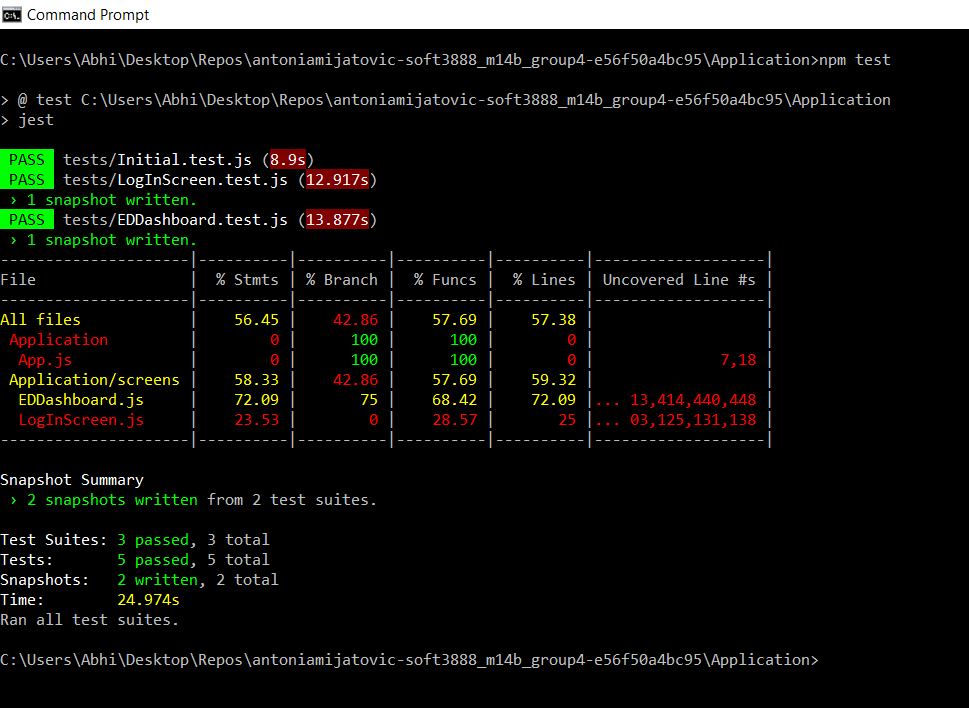 Command Prompt
C:\Users\Abhi\Desktop\Repos\antoniamijatovic-soft3888_m14b_group4-e56f50a4bc95\Application>npm test
> @ test C:\Users\Abhi\Desktop\Repos\antoniamijatovic-soft3888_m14b_group4-e56f50a4bc95\Application
> jest
PASS tests/Initial.test.js (8.9s)
PASS tests/LogInScreen.test.js (12.917s)
› 1 snapshot written.
PASS tests/EDDashboard.test.js (13.877s)
› 1 snapshot written.
---------------------|----------|----------|----------|----------|-------------------|
File                 |  % Stmts | % Branch |  % Funcs |  % Lines | Uncovered Line #s |
---------------------|----------|----------|----------|----------|-------------------|
All files            |    56.45 |    42.86 |    57.69 |    57.38 |                   |
 Application         |        0 |      100 |      100 |        0 |                   |
  App.js             |        0 |      100 |      100 |        0 |              7,18 |
 Application/screens |    58.33 |    42.86 |    57.69 |    59.32 |                   |
  EDDashboard.js     |    72.09 |       75 |    68.42 |    72.09 |... 13,414,440,448 |
  LogInScreen.js     |    23.53 |        0 |    28.57 |       25 |... 03,125,131,138 |
---------------------|----------|----------|----------|----------|-------------------|
Snapshot Summary
› 2 snapshots written from 2 test suites.
Test Suites: 3 passed, 3 total
Tests:       5 passed, 5 total
Snapshots:   2 written, 2 total
Time:        24.974s
Ran all test suites.
C:\Users\Abhi\Desktop\Repos\antoniamijatovic-soft3888_m14b_group4-e56f50a4bc95\Application>